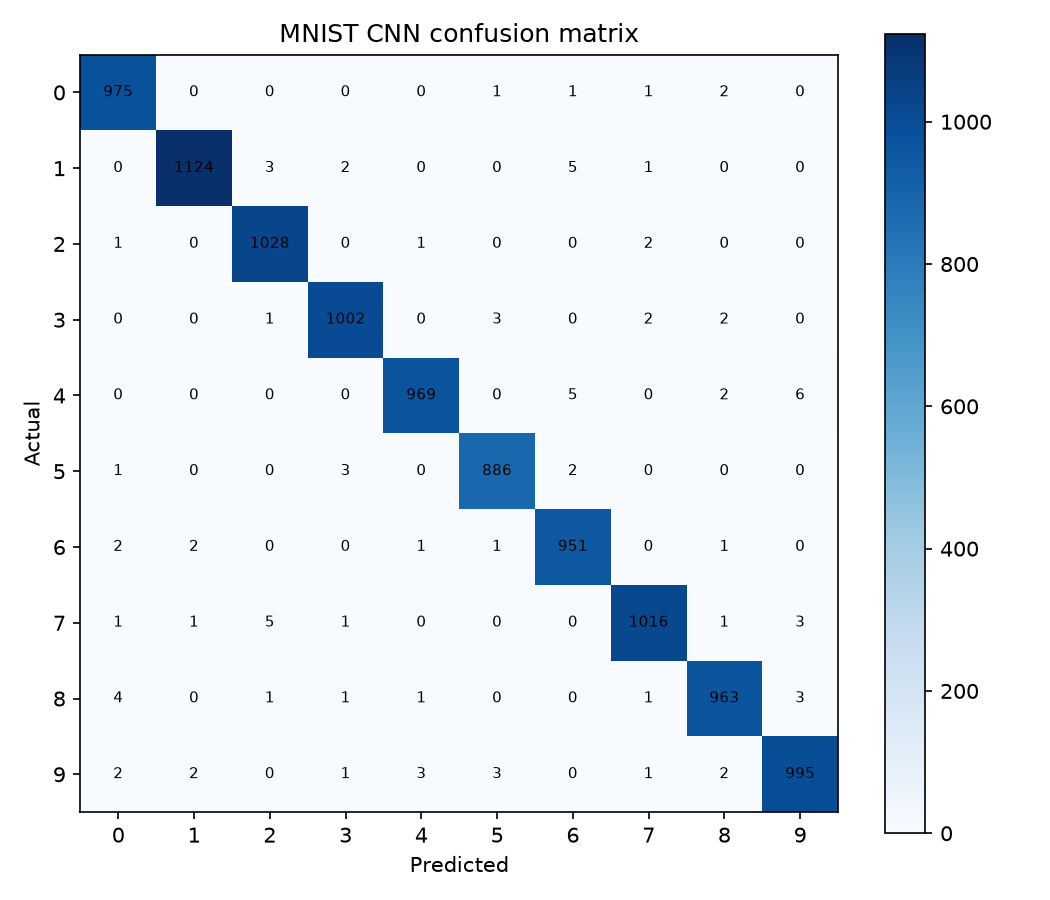 MNIST CNN confusion matrix
0 975 0 0 0 0 1 1 1 2 0
1 0 1124 3 2 0 0 5 1 0 0
2 1 0 1028 0 1 0 0 2 0 0
3 0 0 1 1002 0 3 0 2 2 0
4 0 0 0 0 969 0 5 0 2 6
5 1 0 0 3 0 886 2 0 0 0
6 2 2 0 0 1 1 951 0 1 0
7 1 1 5 1 0 0 0 1016 1 3
8 4 0 1 1 1 0 0 1 963 3
9 2 2 0 1 3 3 0 1 2 995
0 1 2 3 4 5 6 7 8 9
Predicted
Actual
1000
800
600
400
200
0